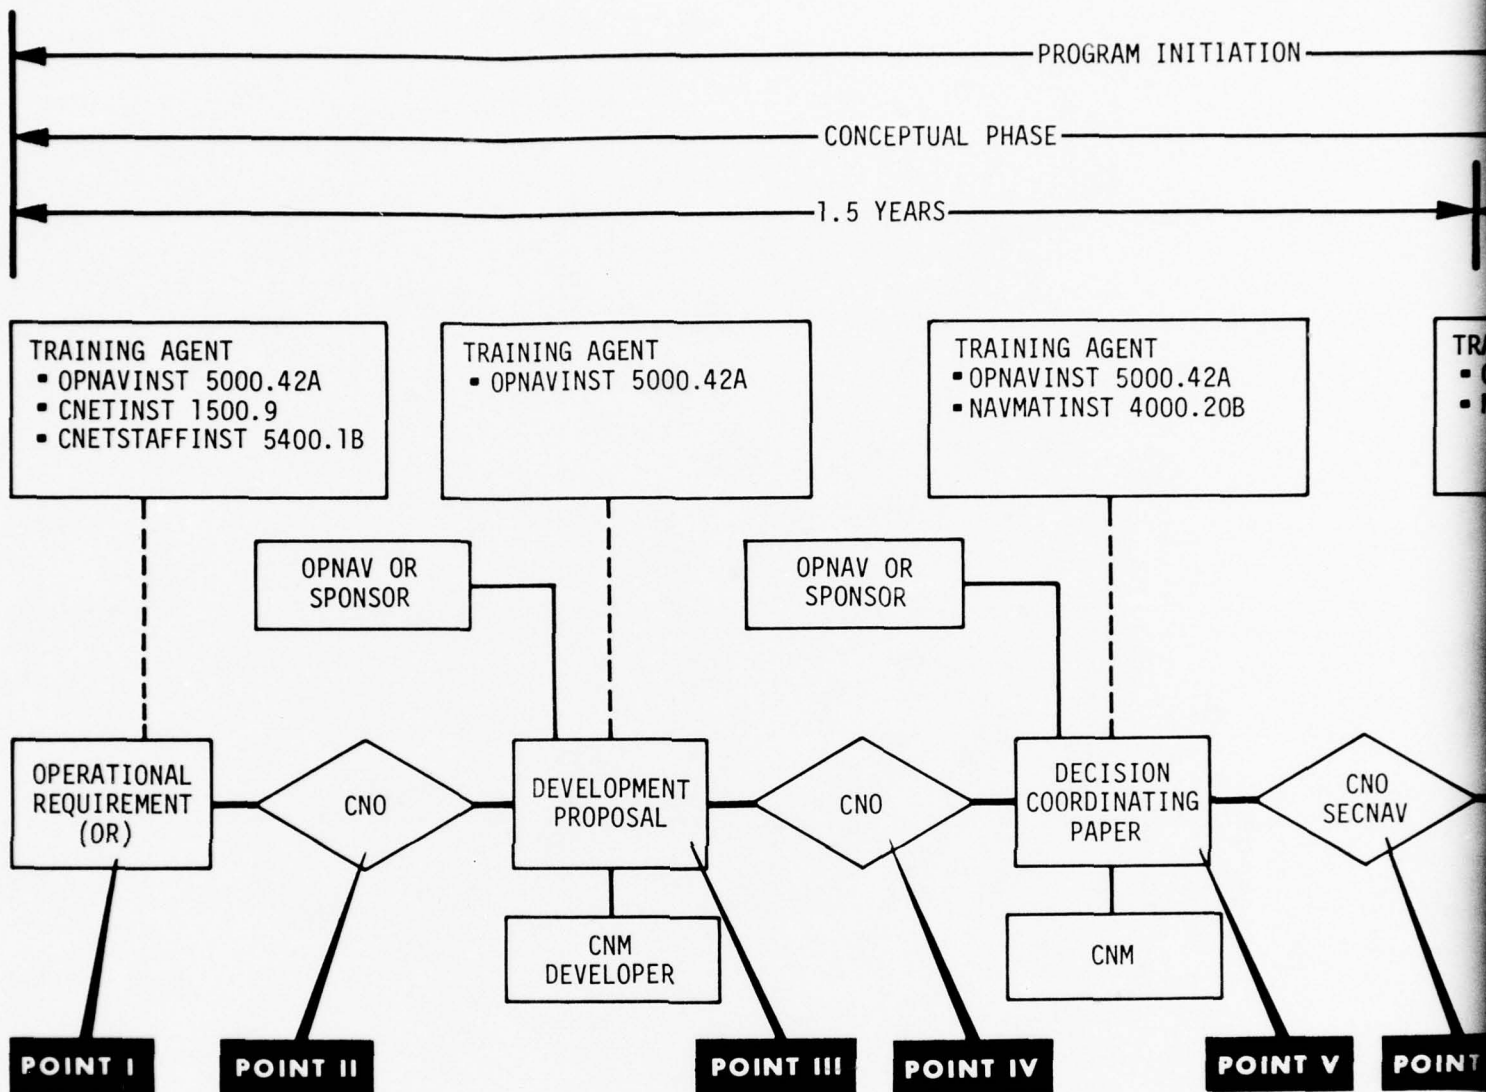 PROGRAM INITIATION
CONCEPTUAL PHASE
1.5 YEARS
TRAINING AGENT
▪ OPNAVINST 5000.42A
▪ CNETINST 1500.9
▪ CNETSTAFFINST 5400.1B
TRAINING AGENT
▪ OPNAVINST 5000.42A
TRAINING AGENT
▪ OPNAVINST 5000.42A
▪ NAVMATINST 4000.20B
OPNAV OR
SPONSOR
OPNAV OR
SPONSOR
OPERATIONAL
REQUIREMENT
(OR)
CNO
DEVELOPMENT
PROPOSAL
CNO
DECISION
COORDINATING
PAPER
CNO
SECNAV
CNM
DEVELOPER
CNM
POINT I
POINT II
POINT III
POINT IV
POINT V
POINT